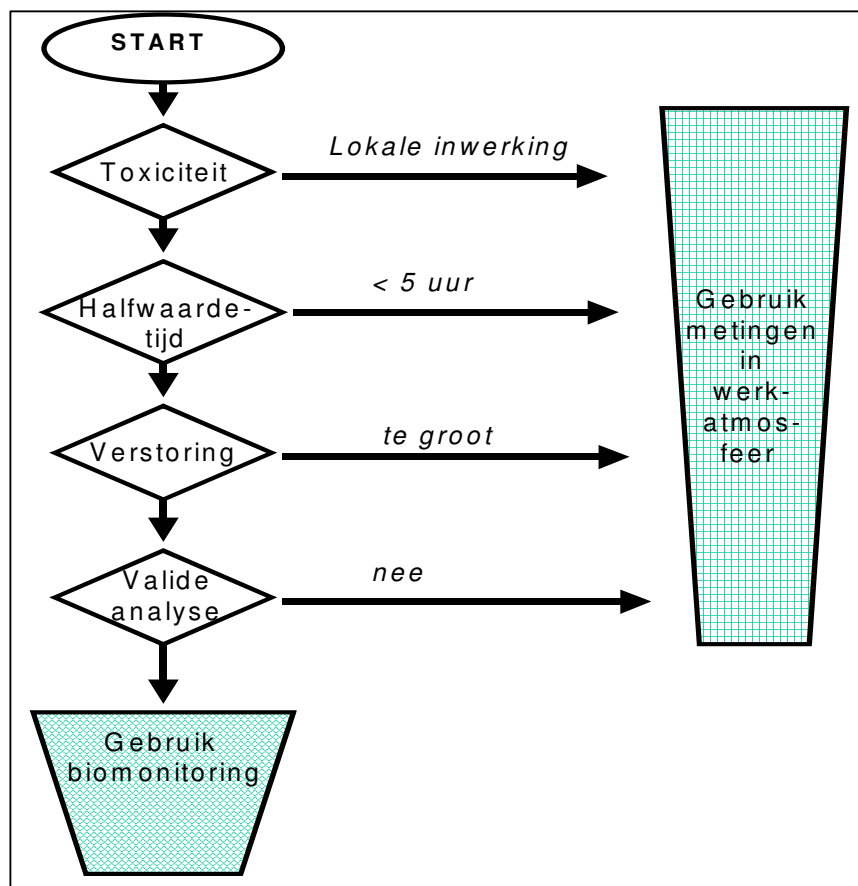 START
Toxiciteit
Lokale inwerking
Halfwaarde-
tijd
< 5 uur
Verstoring
te groot
Valide
analyse
nee
Gebruik
metingen
in
werk-
atmos-
feer
Gebruik
biomonitoring